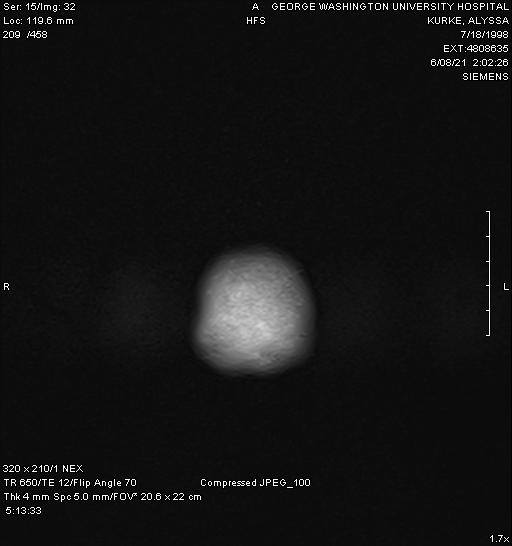 Ser: 15/Img: 32
A GEORGE WASHINGTON UNIVERSITY HOSPITAL
Loc: 119.6 mm
HFS
KURKE, ALYSSA
209 /458
7/18/1998
EXT:4808635
6/08/21 2:02:26
SIEMENS
R
L
320 x 210/1 NEX
TR 650/TE 12/Flip Angle 70
Compressed JPEG_100
Thk 4 mm Spc 5.0 mm/FOV* 20.6 x 22 cm
5:13:33
1.7x